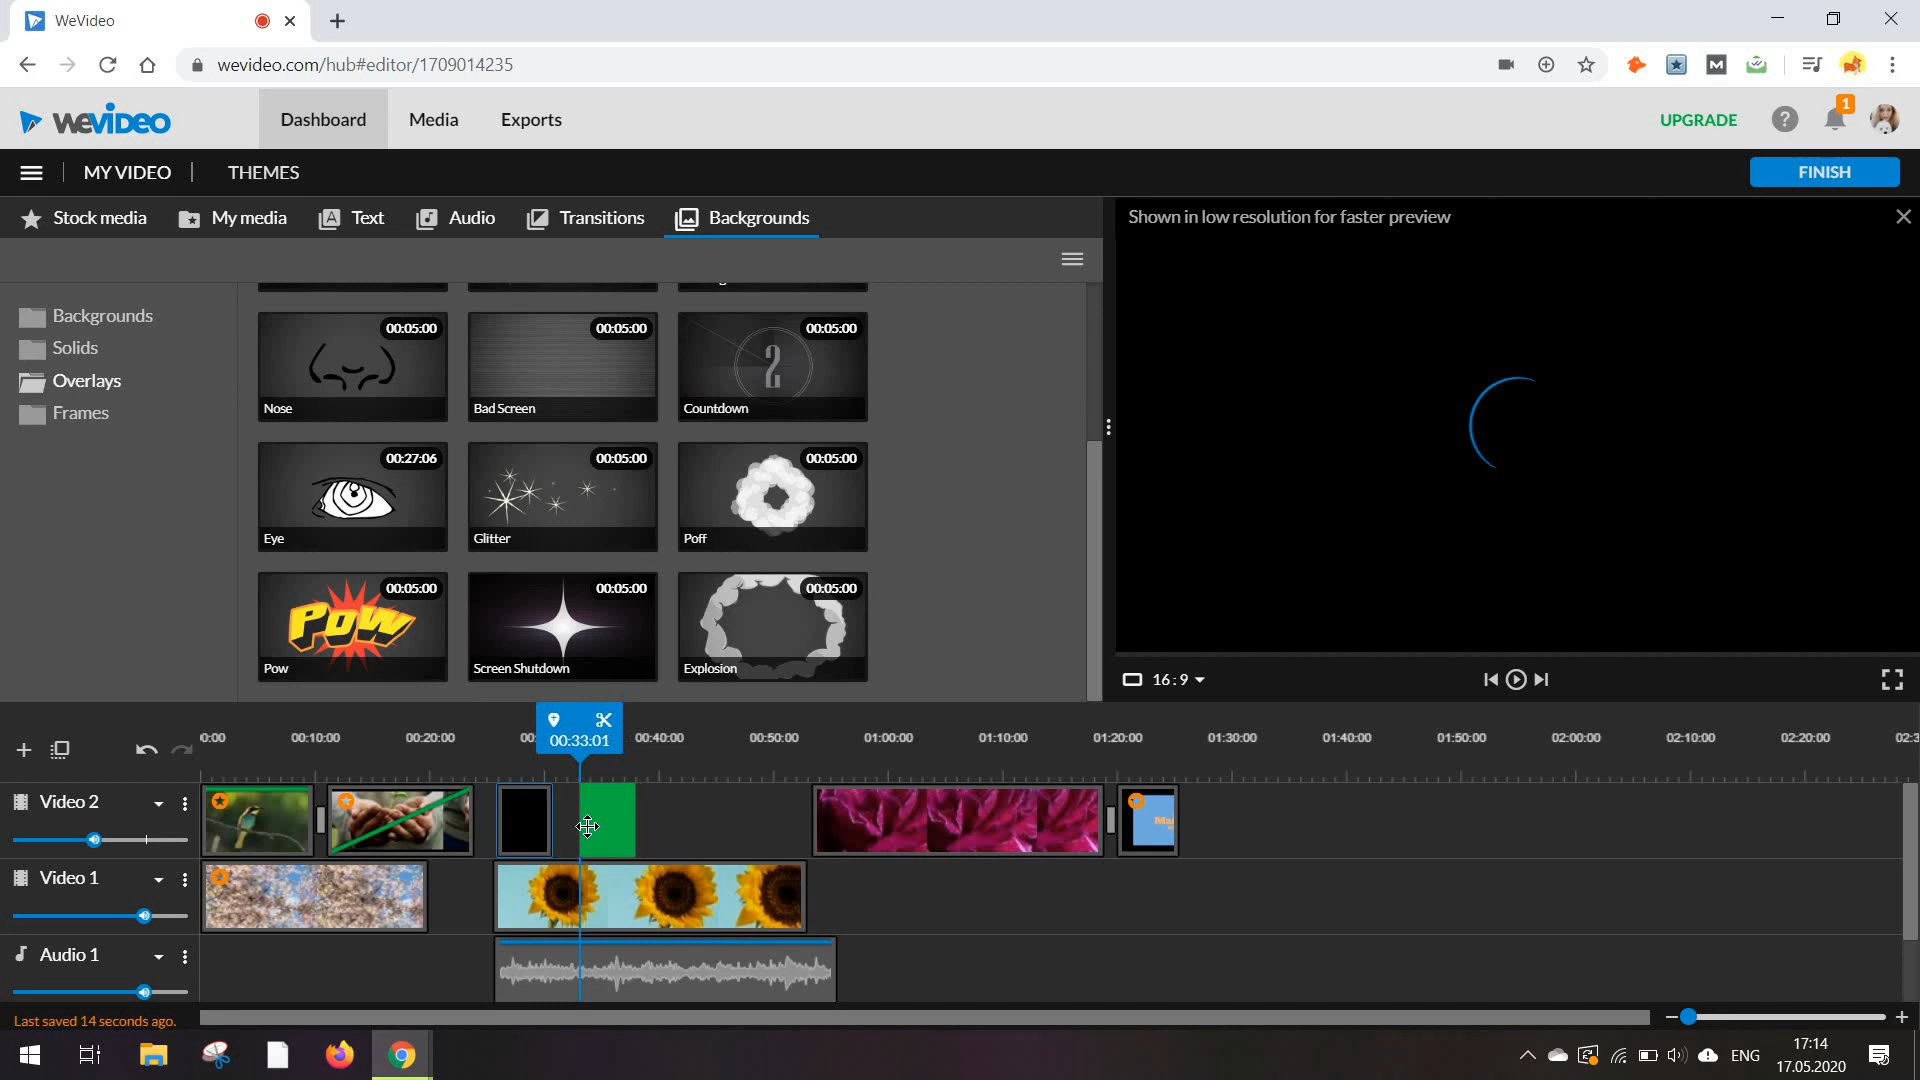 WeVideo
wevideo.com/hub#editor/1709014235
WEVIDEO
Dashboard
Media
Exports
UPGRADE
?
1
MY VIDEO
THEMES
FINISH
Stock media
My media
Text
Audio
Transitions
Backgrounds
Shown in low resolution for faster preview
Backgrounds
Solids
Overlays
Frames
00:05:00
Nose
00:05:00
Bad Screen
00:05:00
2
Countdown
00:27:06
Eye
00:05:00
Glitter
00:05:00
Poff
00:05:00
POW
Pow
00:05:00
Screen Shutdown
00:05:00
Explosion
16:9
00:33:01
00:10:00
00:20:00
00:40:00
00:50:00
01:00:00
01:10:00
01:20:00
01:30:00
01:40:00
01:50:00
02:00:00
02:10:00
02:20:00
Video 2
Video 1
Audio 1
Last saved 14 seconds ago.
ENG
17:14
17.05.2020